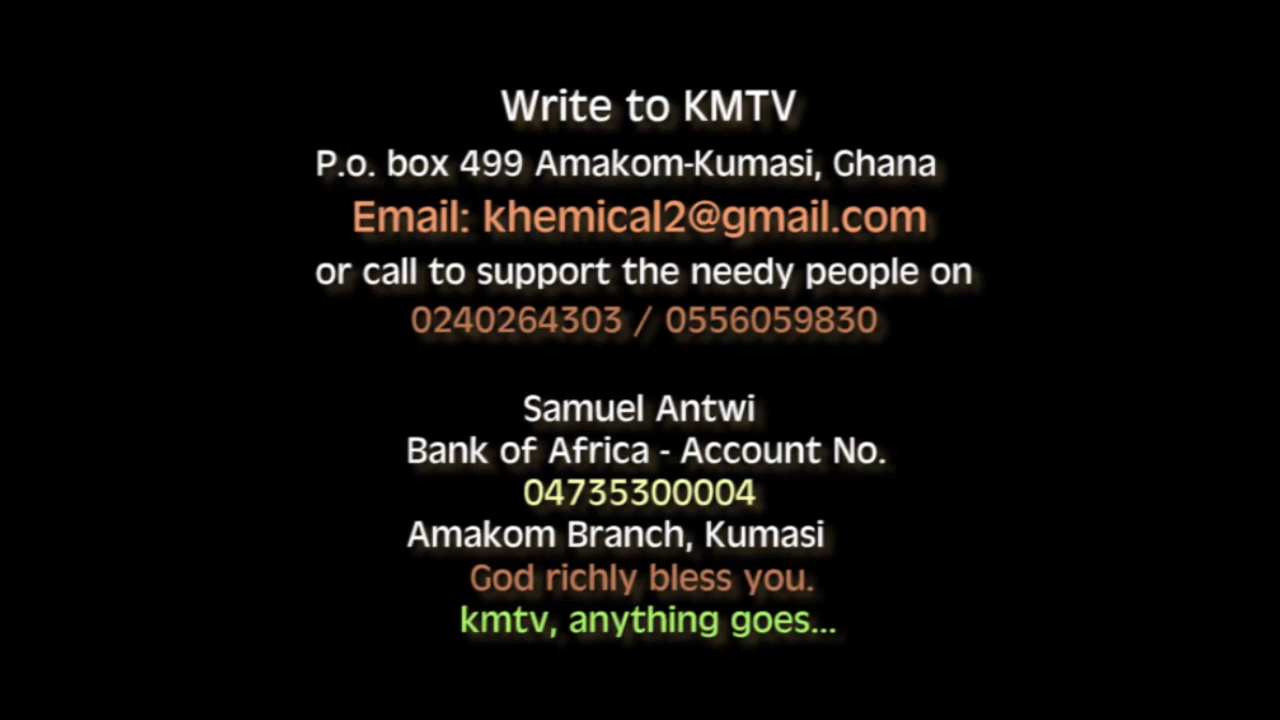 Write to KMTV
P.o. box 499 Amakom-Kumasi, Ghana
Email: khemical2@gmail.com
or call to support the needy people on
0240264303 / 0556059830
Samuel Antwi
Bank of Africa - Account No.
04735300004
Amakom Branch, Kumasi
God richly bless you.
kmtv, anything goes...